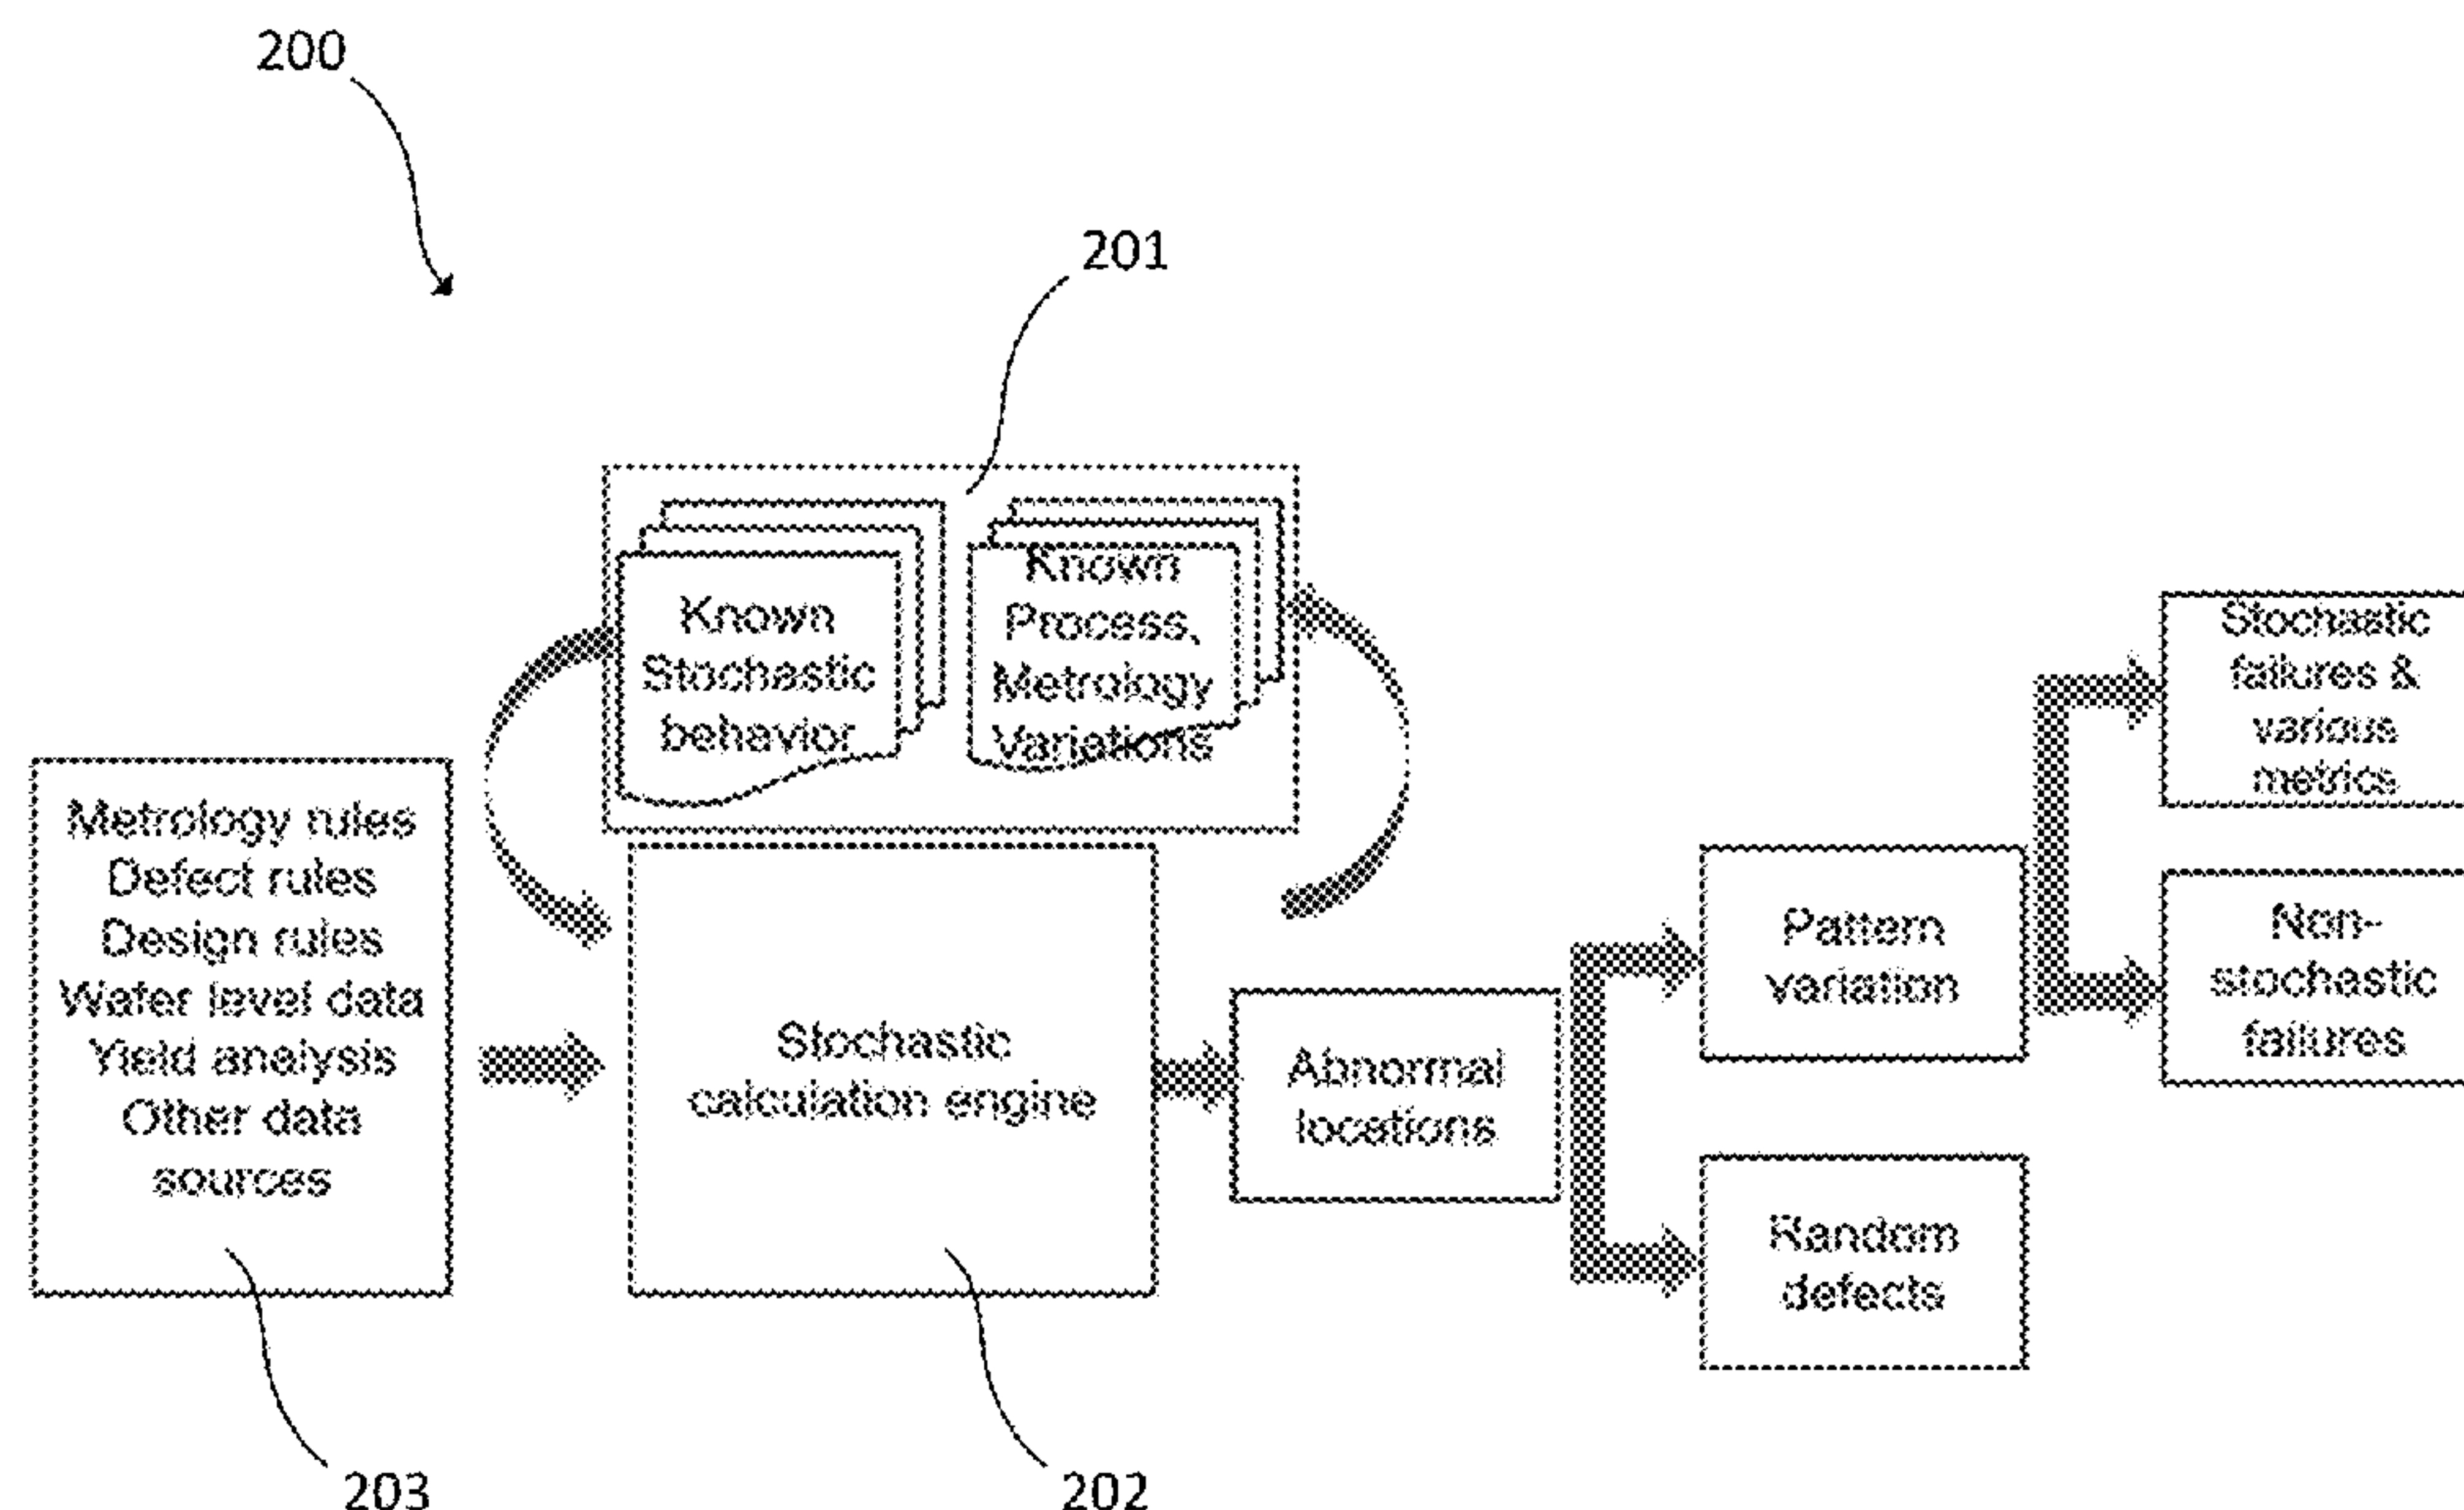 200
201
Known
Stochastic
behavior
Known
Process,
Metrology
Variations
Metrology rules
Defect rules
Design rules
Wafer level data
Yield analysis
Other data
sources
Stochastic
calculation engine
Abnormal
locations
Pattern
variation
Random
defects
Stochastic
failures &
various
metrics
Non-
stochastic
failures
203
202